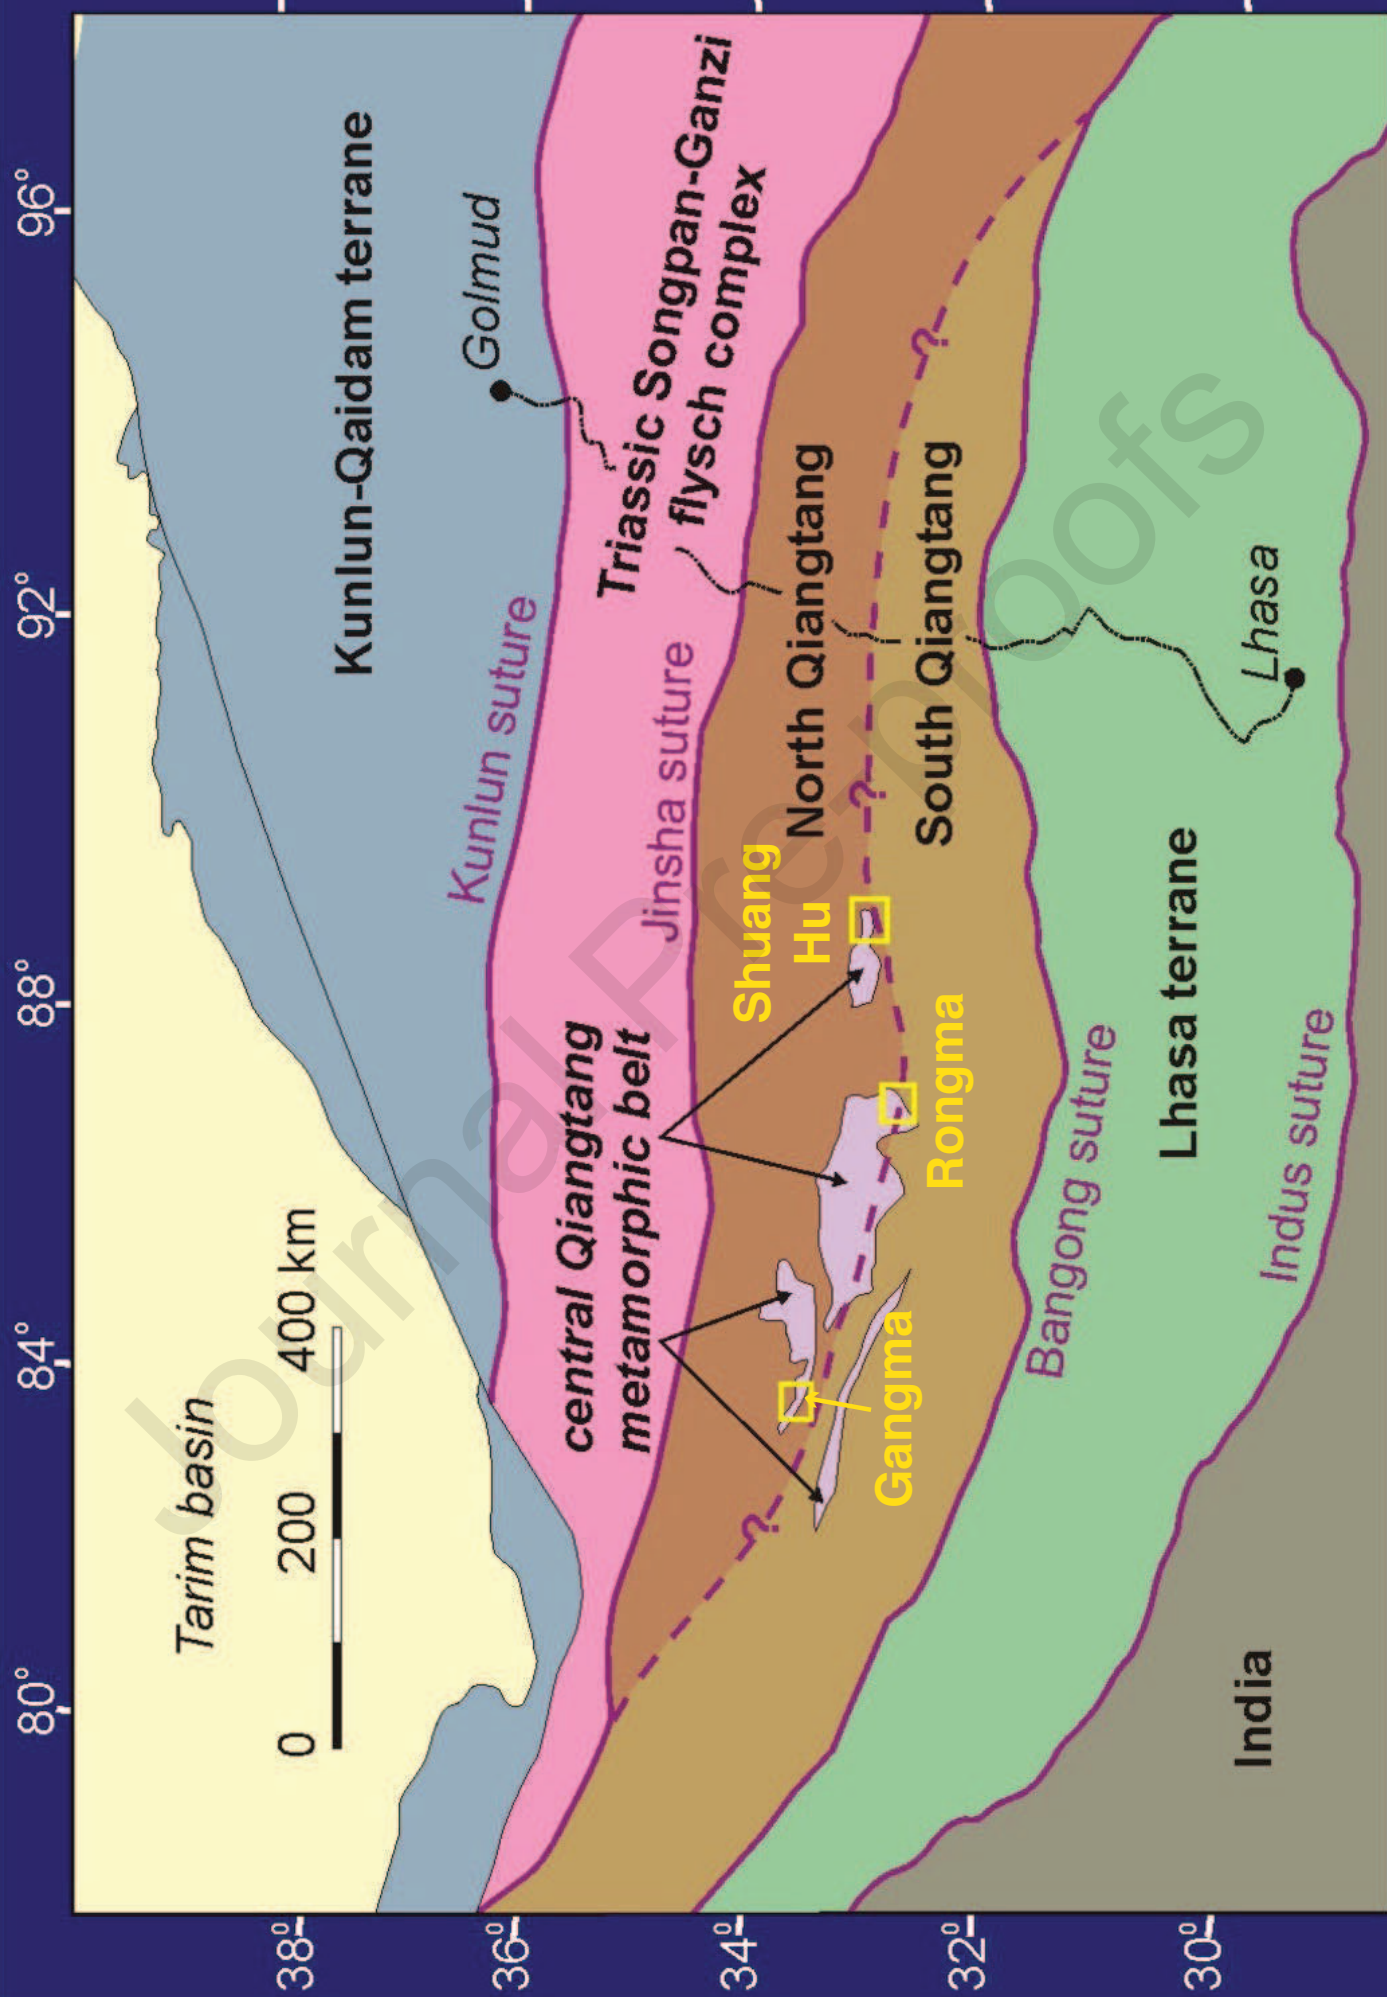 80°
84°
88°
92°
96°
38°
36°
34°
32°
30°
Tarim basin
0 200 400 km
Kunlun-Qaidam terrane
Golmud
Kunlun suture
Triassic Songpan-Ganzi
flysch complex
Jinsha suture
central Qiangtang
metamorphic belt
Shuang
Hu
North Qiangtang
?
?
?
South Qiangtang
Gangma
Rongma
Bangong suture
Lhasa terrane
Lhasa
Indus suture
India
Journal Pre-proofs